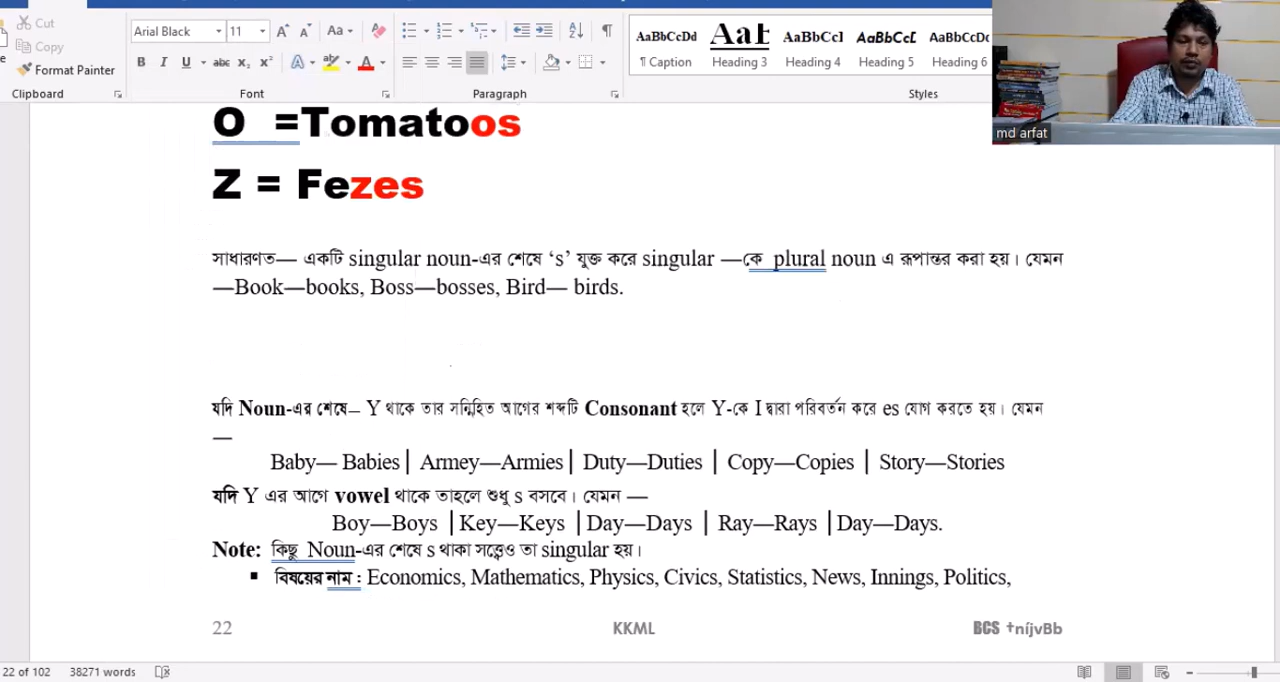 Cut
Arial Black 11 Aa
Copy
Format Painter
AaBbCcDd AaB AaBbCcI AaBbCcD AaBbCcDc
¶ Caption Heading 3 Heading 4 Heading 5 Heading 6
Clipboard Font Paragraph Styles
md arfat
O =Tomatoos
Z = Fezes
সাধারণত— একটি singular noun-এর শেষে ‘s’ যুক্ত করে singular —কে plural noun এ রূপান্তর করা হয়। যেমন
—Book—books, Boss—bosses, Bird— birds.
যদি Noun-এর শেষে– Y থাকে তার সন্নিহিত আগের শব্দটি Consonant হলে Y-কে I দ্বারা পরিবর্তন করে es যোগ করতে হয়। যেমন
—
Baby— Babies| Armey—Armies| Duty—Duties | Copy—Copies | Story—Stories
যদি Y এর আগে vowel থাকে তাহলে শুধু s বসবে। যেমন —
Boy—Boys |Key—Keys |Day—Days | Ray—Rays |Day—Days.
Note: কিছু Noun-এর শেষে s থাকা সত্ত্বেও তা singular হয়।
▪ বিষয়ের নাম : Economics, Mathematics, Physics, Civics, Statistics, News, Innings, Politics,
22 KKML BCS †níjvBb
22 of 102 38271 words